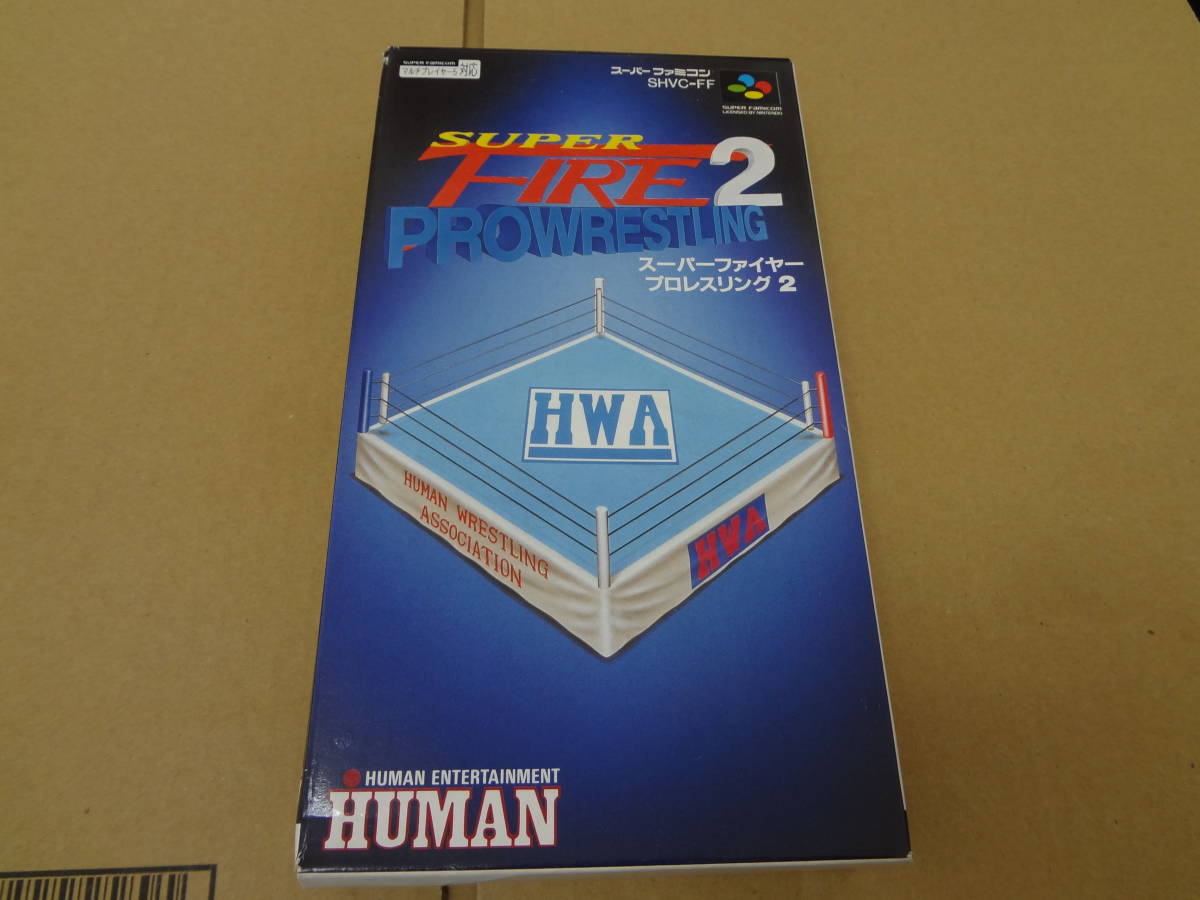 SUPER FAMICOM
マルチプレイヤー5対応
スーパーファミコン
SHVC-FF
SUPER FAMICOM
LICENSED BY NINTENDO
SUPER
FIRE 2
PROWRESTLING
スーパーファイヤー
プロレスリング 2
HWA
HUMAN WRESTLING
ASSOCIATION
HWA
HUMAN ENTERTAINMENT
HUMAN